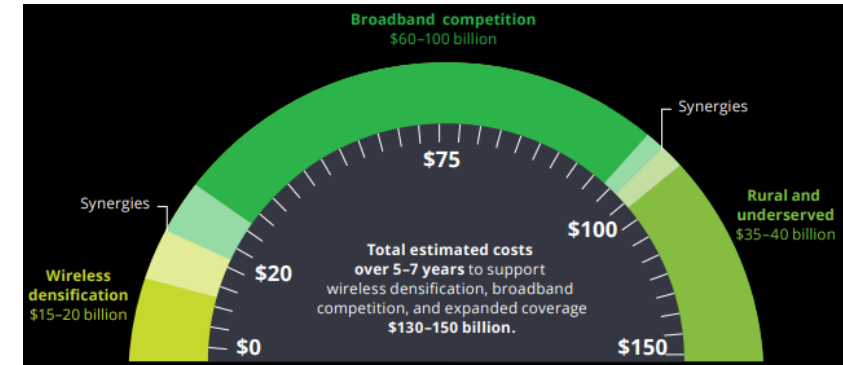 Broadband competition
$60–100 billion
Synergies
Synergies
Wireless
densification
$15–20 billion
Rural and
underserved
$35–40 billion
$0
$20
$75
$100
$150
Total estimated costs
over 5–7 years to support
wireless densification, broadband
competition, and expanded coverage
$130–150 billion.